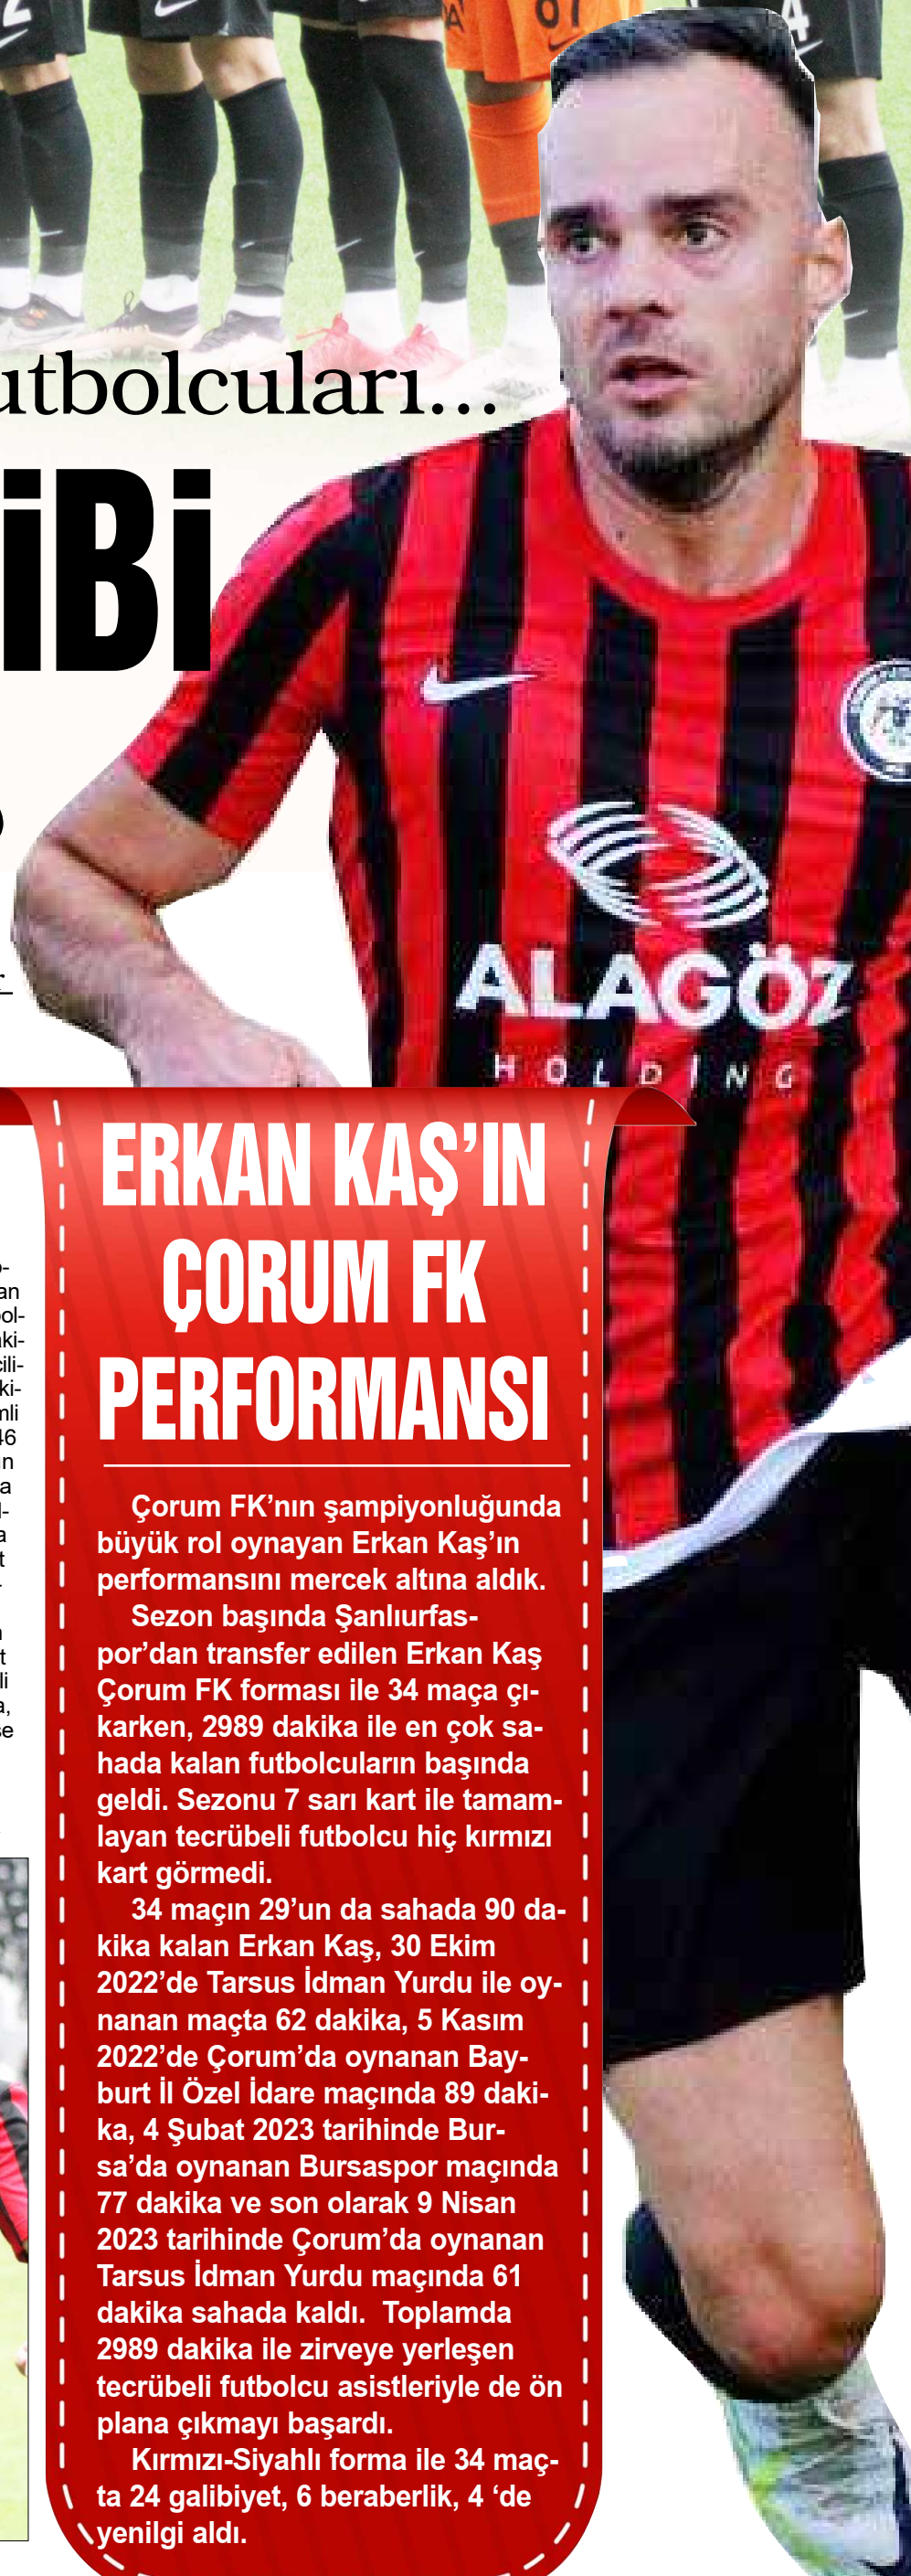 utbolcuları...
iBi
ALAGÖZ
HOLDİNG
ERKAN KAŞ’IN
ÇORUM FK
PERFORMANSI
Çorum FK’nın şampiyonluğunda
büyük rol oynayan Erkan Kaş’ın
performansını mercek altına aldık.
Sezon başında Şanlıurfas-
por’dan transfer edilen Erkan Kaş
Çorum FK forması ile 34 maça çı-
karken, 2989 dakika ile en çok sa-
hada kalan futbolcuların başında
geldi. Sezonu 7 sarı kart ile tamam-
layan tecrübeli futbolcu hiç kırmızı
kart görmedi.
34 maçın 29’un da sahada 90 da-
kika kalan Erkan Kaş, 30 Ekim
2022’de Tarsus İdman Yurdu ile oy-
nanan maçta 62 dakika, 5 Kasım
2022’de Çorum’da oynanan Bay-
burt İl Özel İdare maçında 89 daki-
ka, 4 Şubat 2023 tarihinde Bur-
sa’da oynanan Bursaspor maçında
77 dakika ve son olarak 9 Nisan
2023 tarihinde Çorum’da oynanan
Tarsus İdman Yurdu maçında 61
dakika sahada kaldı.  Toplamda
2989 dakika ile zirveye yerleşen
tecrübeli futbolcu asistleriyle de ön
plana çıkmayı başardı.
Kırmızı-Siyahlı forma ile 34 maç-
ta 24 galibiyet, 6 beraberlik, 4 ‘de
yenilgi aldı.